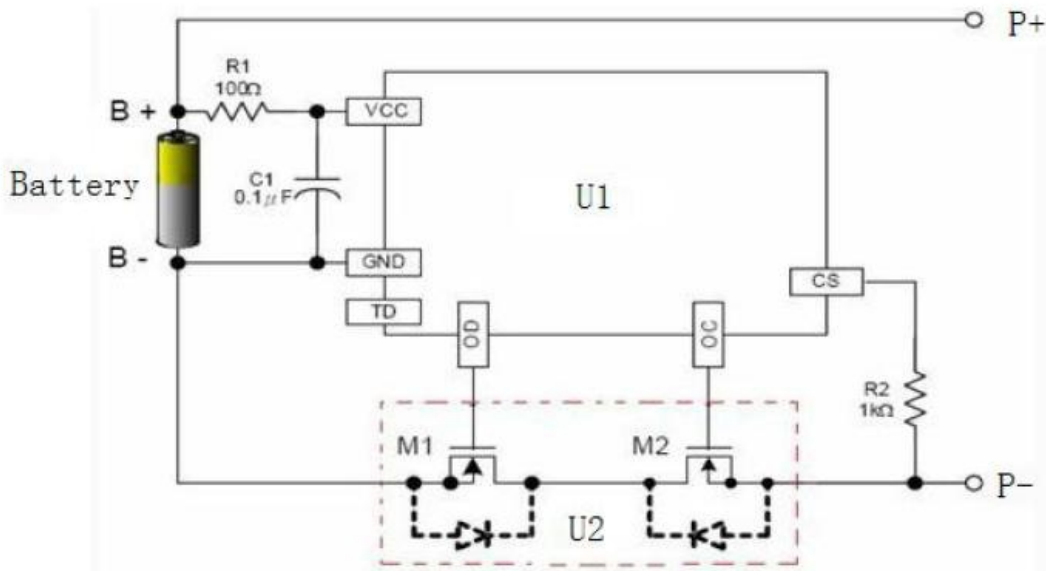 P+
R1
100Ω
B +
VCC
Battery
C1
0.1μF
U1
B -
GND
CS
TD
OD
OC
R2
1kΩ
M1
M2
P-
U2